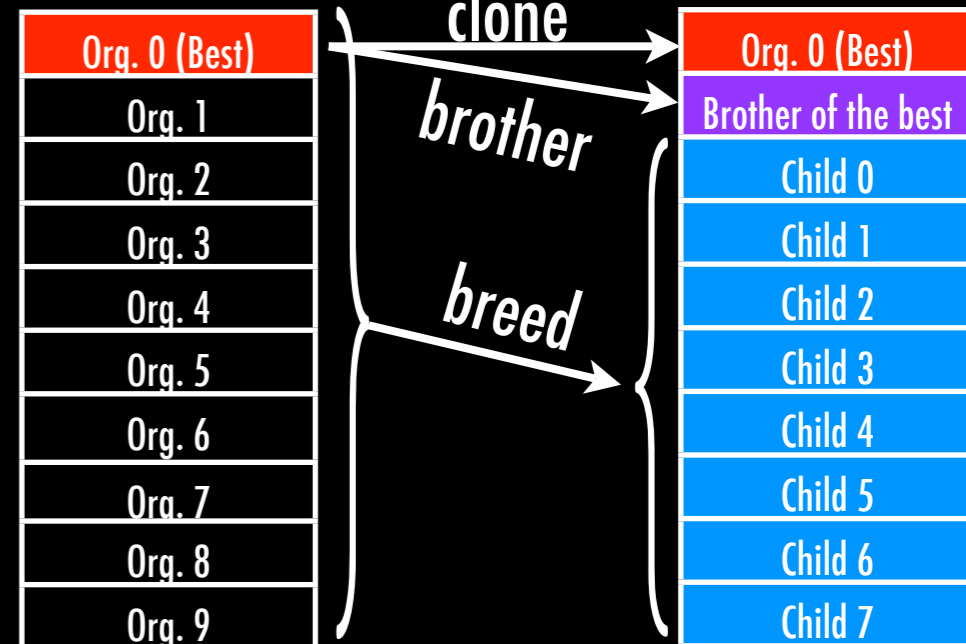 Org. 0 (Best)
Org. 1
Org. 2
Org. 3
Org. 4
Org. 5
Org. 6
Org. 7
Org. 8
Org. 9
clone
brother
breed
Org. 0 (Best)
Brother of the best
Child 0
Child 1
Child 2
Child 3
Child 4
Child 5
Child 6
Child 7